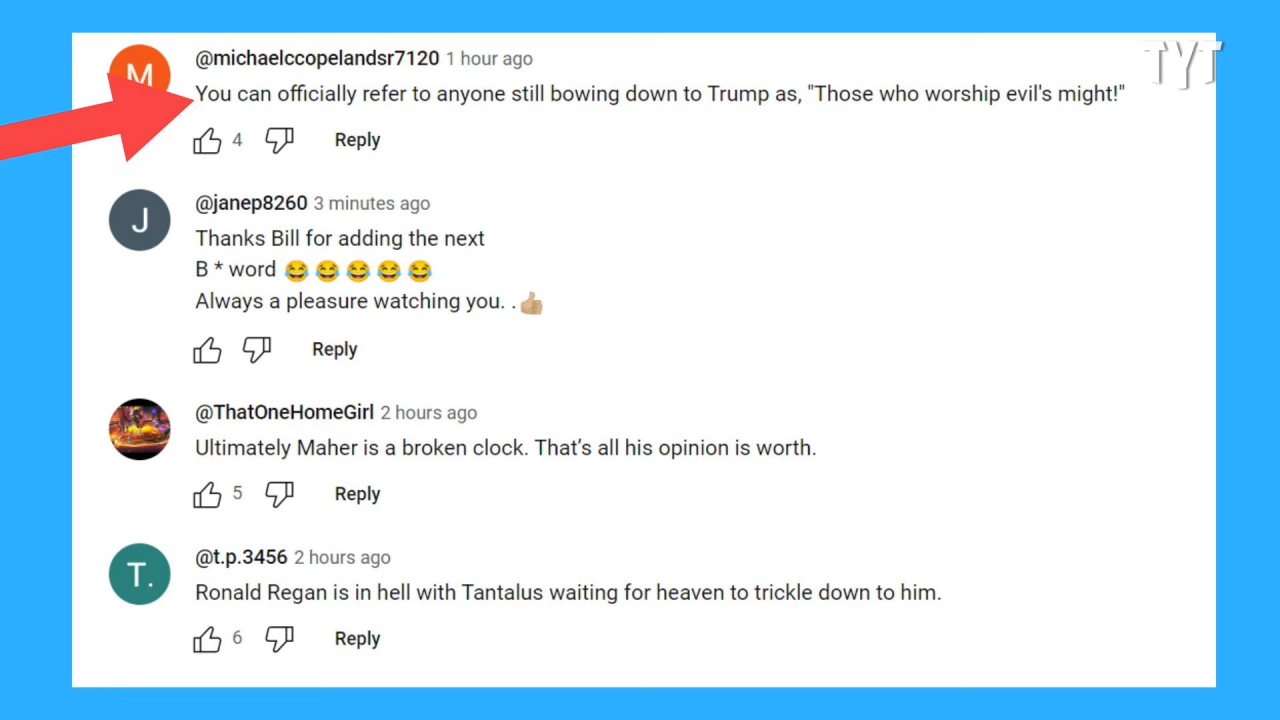 TYT
M
@michaelccopelandsr7120 1 hour ago
You can officially refer to anyone still bowing down to Trump as, "Those who worship evil's might!"
4 Reply
J
@janep8260 3 minutes ago
Thanks Bill for adding the next
B * word 😂😂😂😂😂
Always a pleasure watching you. . 👍🏼
Reply
@ThatOneHomeGirl 2 hours ago
Ultimately Maher is a broken clock. That’s all his opinion is worth.
5 Reply
T.
@t.p.3456 2 hours ago
Ronald Regan is in hell with Tantalus waiting for heaven to trickle down to him.
6 Reply